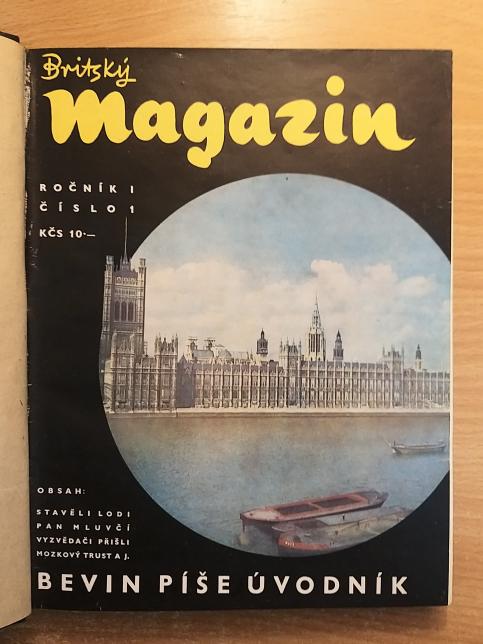 Britský
Magazin
ROČNÍK I
ČÍSLO 1
KČS 10·—
OBSAH:
STAVĚLI LODI
PAN MLUVČÍ
VYZVĚDAČI PŘIŠLI
MOZKOVÝ TRUST A J.
BEVIN PÍŠE ÚVODNÍK